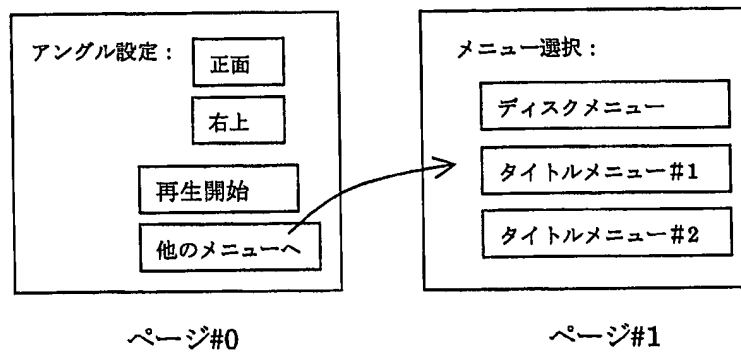 アングル設定：
正面
右上
再生開始
他のメニューへ
ページ#0
メニュー選択：
ディスクメニュー
タイトルメニュー#1
タイトルメニュー#2
ページ#1